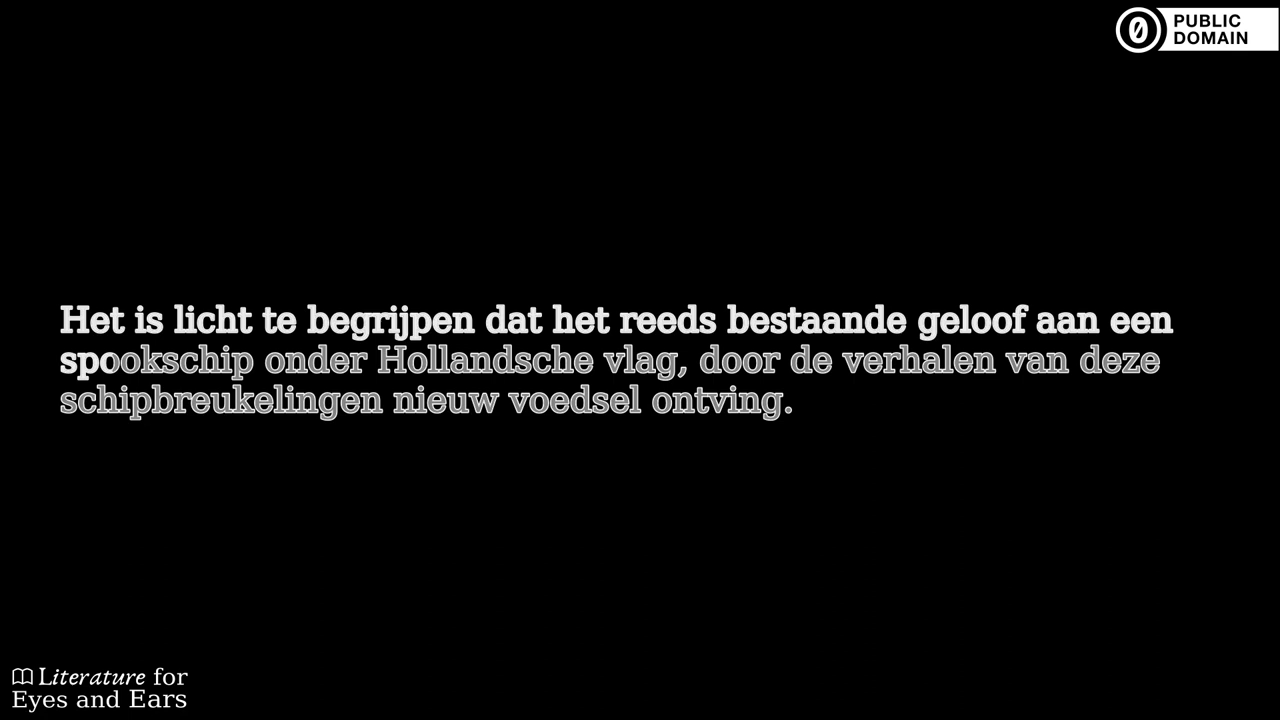 PUBLIC
DOMAIN
Het is licht te begrijpen dat het reeds bestaande geloof aan een
spookschip onder Hollandsche vlag, door de verhalen van deze
schipbreukelingen nieuw voedsel ontving.
Literature for
Eyes and Ears